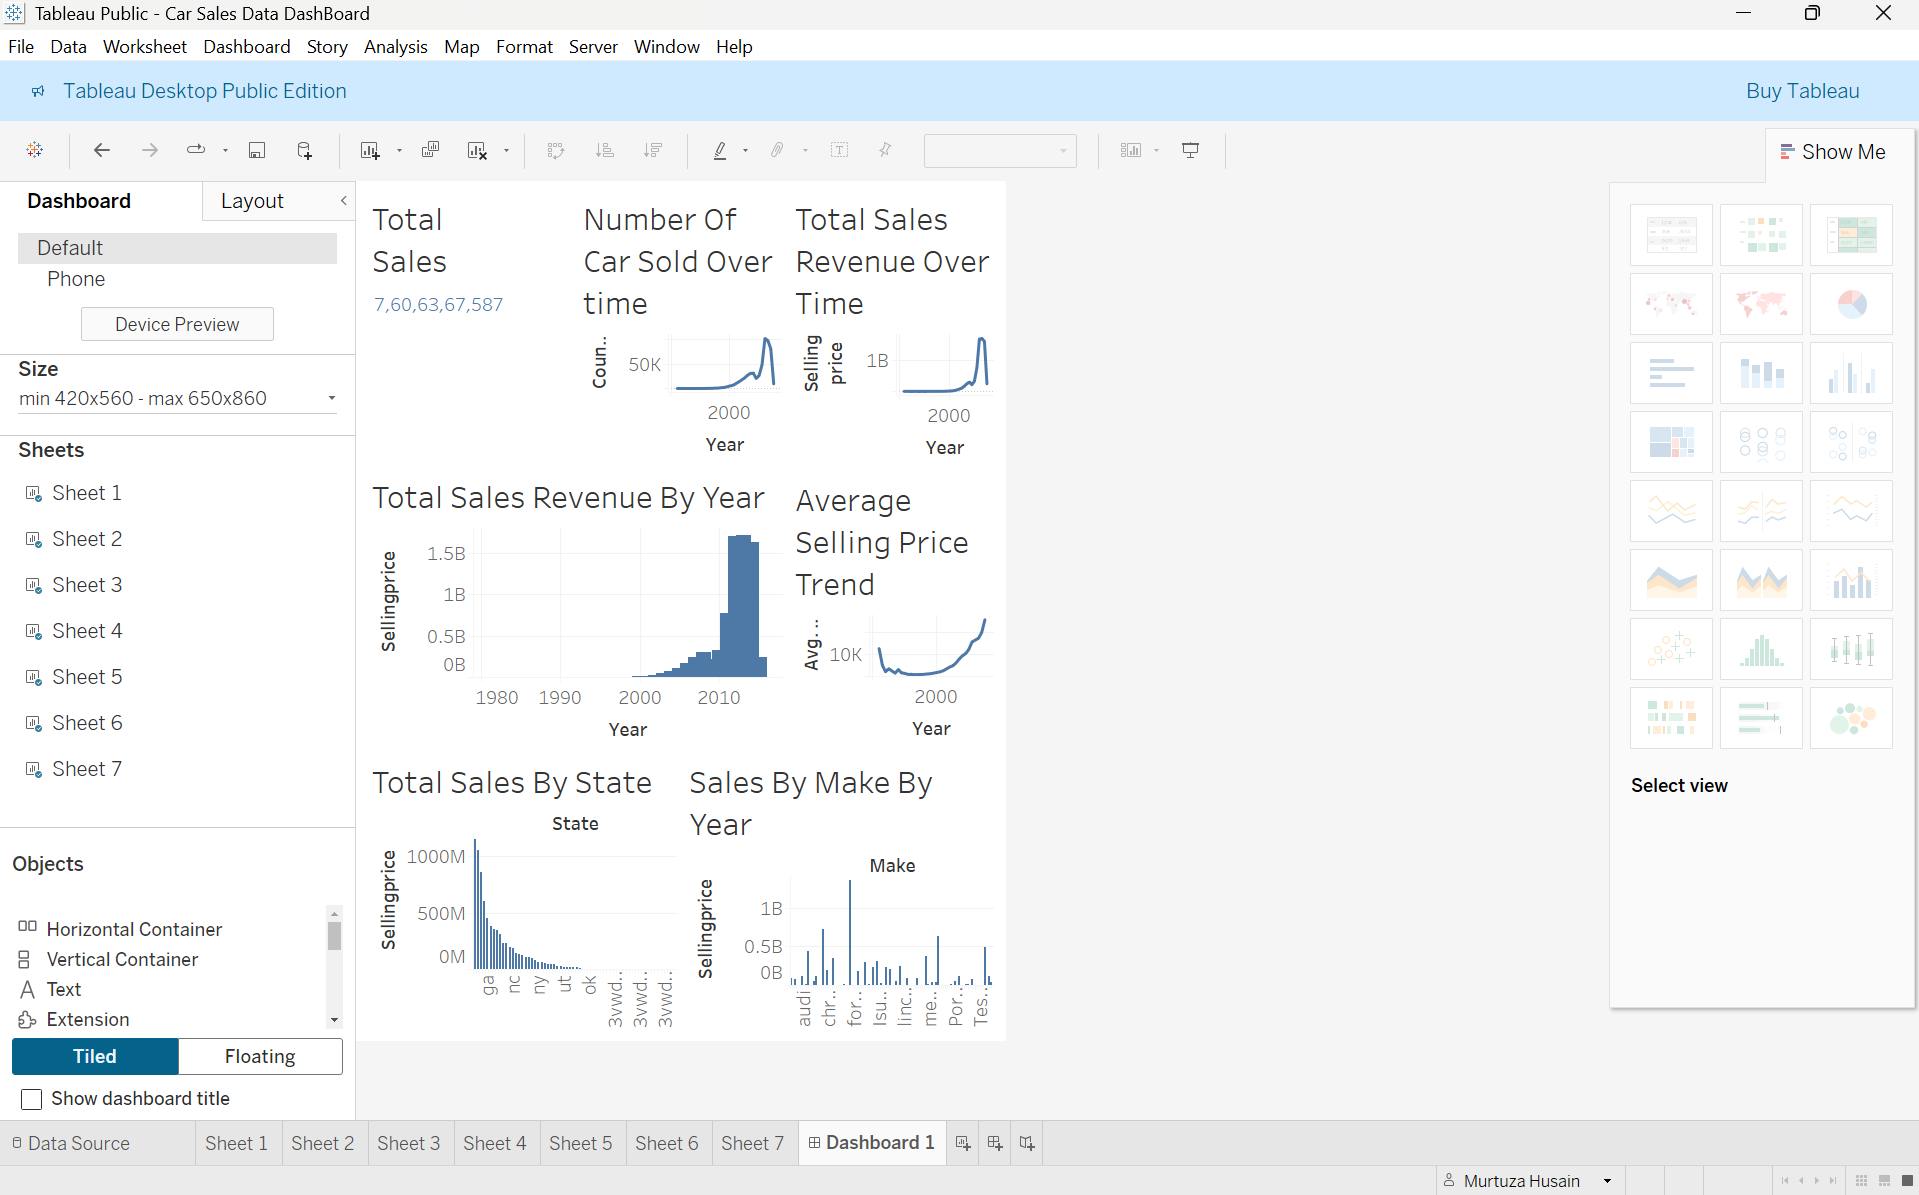 Tableau Public - Car Sales Data DashBoard
File Data Worksheet Dashboard Story Analysis Map Format Server Window Help
Tableau Desktop Public Edition
Buy Tableau
Show Me
Dashboard
Layout
Default
Phone
Device Preview
Size
min 420x560 - max 650x860
Sheets
Sheet 1
Sheet 2
Sheet 3
Sheet 4
Sheet 5
Sheet 6
Sheet 7
Objects
Horizontal Container
Vertical Container
Text
Extension
Tiled
Floating
Show dashboard title
Total
Sales
7,60,63,67,587
Number Of
Car Sold Over
time
Coun..
50K
2000
Year
Total Sales
Revenue Over
Time
Selling
price
1B
2000
Year
Total Sales Revenue By Year
Sellingprice
1.5B
1B
0.5B
0B
1980 1990 2000 2010
Year
Average
Selling Price
Trend
Avg. ..
10K
2000
Year
Total Sales By State
State
Sellingprice
1000M
500M
0M
ga nc ny ut ok 3vwd.. 3vwd.. 3vwd..
Sales By Make By
Year
Make
Sellingprice
1B
0.5B
0B
audi chr.. for.. Isu.. linc.. me.. Por.. Tes..
Select view
Data Source
Sheet 1
Sheet 2
Sheet 3
Sheet 4
Sheet 5
Sheet 6
Sheet 7
Dashboard 1
Murtuza Husain